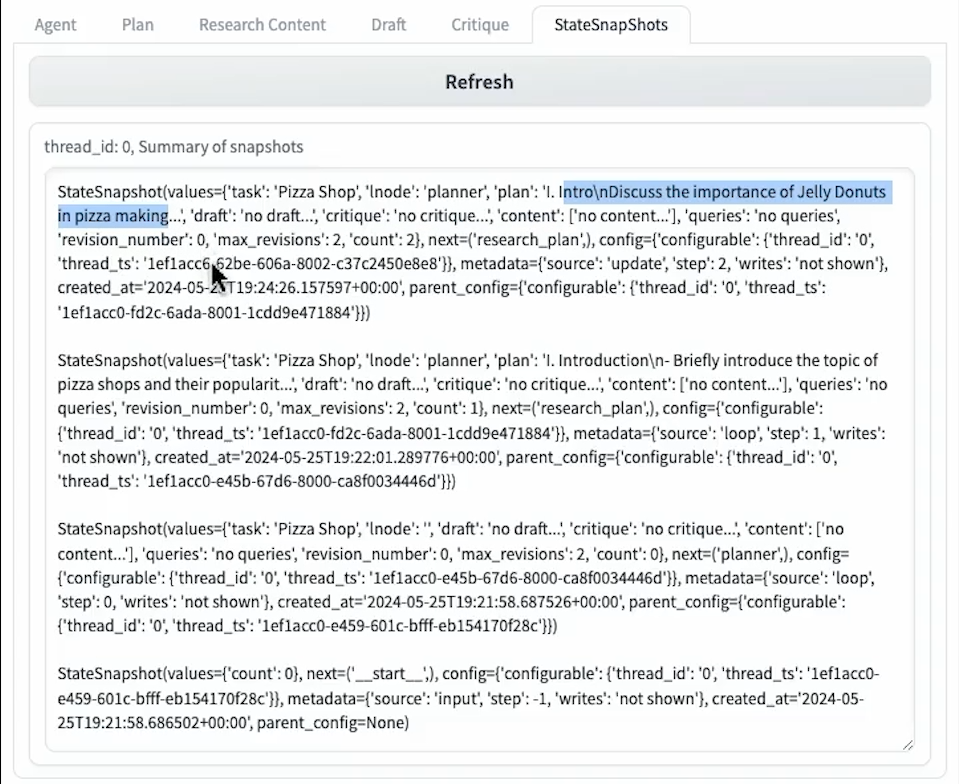 Agent Plan Research Content Draft Critique StateSnapShots
Refresh
thread_id: 0, Summary of snapshots
StateSnapshot(values={'task': 'Pizza Shop', 'lnode': 'planner', 'plan': 'I. Intro\nDiscuss the importance of Jelly Donuts
in pizza making...', 'draft': 'no draft...', 'critique': 'no critique...', 'content': ['no content...'], 'queries': 'no queries',
'revision_number': 0, 'max_revisions': 2, 'count': 2}, next=('research_plan',), config={'configurable': {'thread_id': '0',
'thread_ts': '1ef1acc6-62be-606a-8002-c37c2450e8e8'}}, metadata={'source': 'update', 'step': 2, 'writes': 'not shown'},
created_at='2024-05-25T19:24:26.157597+00:00', parent_config={'configurable': {'thread_id': '0', 'thread_ts':
'1ef1acc0-fd2c-6ada-8001-1cdd9e471884'}})
StateSnapshot(values={'task': 'Pizza Shop', 'lnode': 'planner', 'plan': 'I. Introduction\n- Briefly introduce the topic of
pizza shops and their popularit...', 'draft': 'no draft...', 'critique': 'no critique...', 'content': ['no content...'], 'queries': 'no
queries', 'revision_number': 0, 'max_revisions': 2, 'count': 1}, next=('research_plan',), config={'configurable':
{'thread_id': '0', 'thread_ts': '1ef1acc0-fd2c-6ada-8001-1cdd9e471884'}}, metadata={'source': 'loop', 'step': 1, 'writes':
'not shown'}, created_at='2024-05-25T19:22:01.289776+00:00', parent_config={'configurable': {'thread_id': '0',
'thread_ts': '1ef1acc0-e45b-67d6-8000-ca8f0034446d'}})
StateSnapshot(values={'task': 'Pizza Shop', 'lnode': '', 'draft': 'no draft...', 'critique': 'no critique...', 'content': ['no
content...'], 'queries': 'no queries', 'revision_number': 0, 'max_revisions': 2, 'count': 0}, next=('planner',), config=
{'configurable': {'thread_id': '0', 'thread_ts': '1ef1acc0-e45b-67d6-8000-ca8f0034446d'}}, metadata={'source': 'loop',
'step': 0, 'writes': 'not shown'}, created_at='2024-05-25T19:21:58.687526+00:00', parent_config={'configurable':
{'thread_id': '0', 'thread_ts': '1ef1acc0-e459-601c-bfff-eb154170f28c'}})
StateSnapshot(values={'count': 0}, next=('__start__',), config={'configurable': {'thread_id': '0', 'thread_ts': '1ef1acc0-
e459-601c-bfff-eb154170f28c'}}, metadata={'source': 'input', 'step': -1, 'writes': 'not shown'}, created_at='2024-05-
25T19:21:58.686502+00:00', parent_config=None)